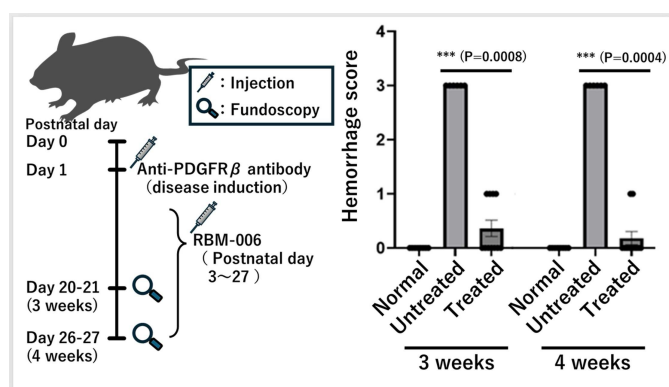 : Injection
: Fundoscopy
Postnatal day
Day 0
Day 1
Anti-PDGFRβ antibody
(disease induction)
RBM-006
( Postnatal day
3～27 )
Day 20-21
(3 weeks)
Day 26-27
(4 weeks)
Hemorrhage score
4
3
2
1
0
*** (P=0.0008)
*** (P=0.0004)
Normal
Untreated
Treated
Normal
Untreated
Treated
3 weeks
4 weeks